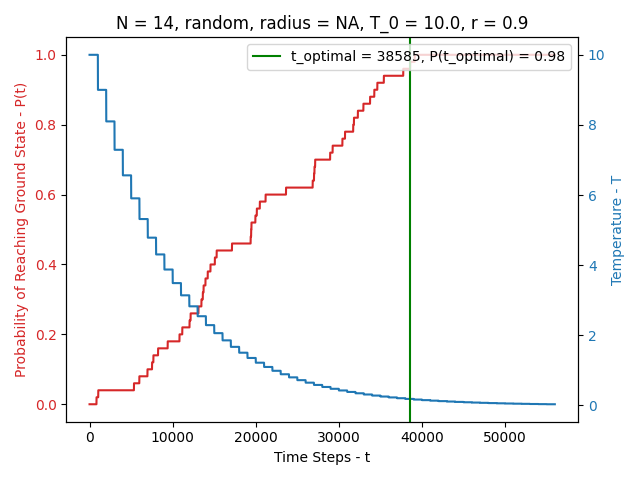 N = 14, random, radius = NA, T_0 = 10.0, r = 0.9
t_optimal = 38585, P(t_optimal) = 0.98
Probability of Reaching Ground State - P(t)
1.0
0.8
0.6
0.4
0.2
0.0
10
8
6
4
2
0
Temperature - T
0 10000 20000 30000 40000 50000
Time Steps - t